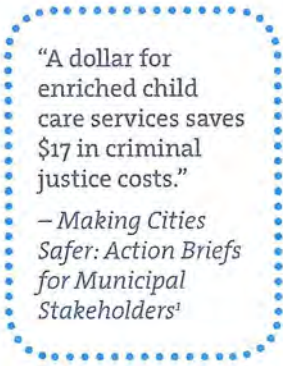 “A dollar for
enriched child
care services saves
$17 in criminal
justice costs.”
– Making Cities
Safer: Action Briefs
for Municipal
Stakeholders¹